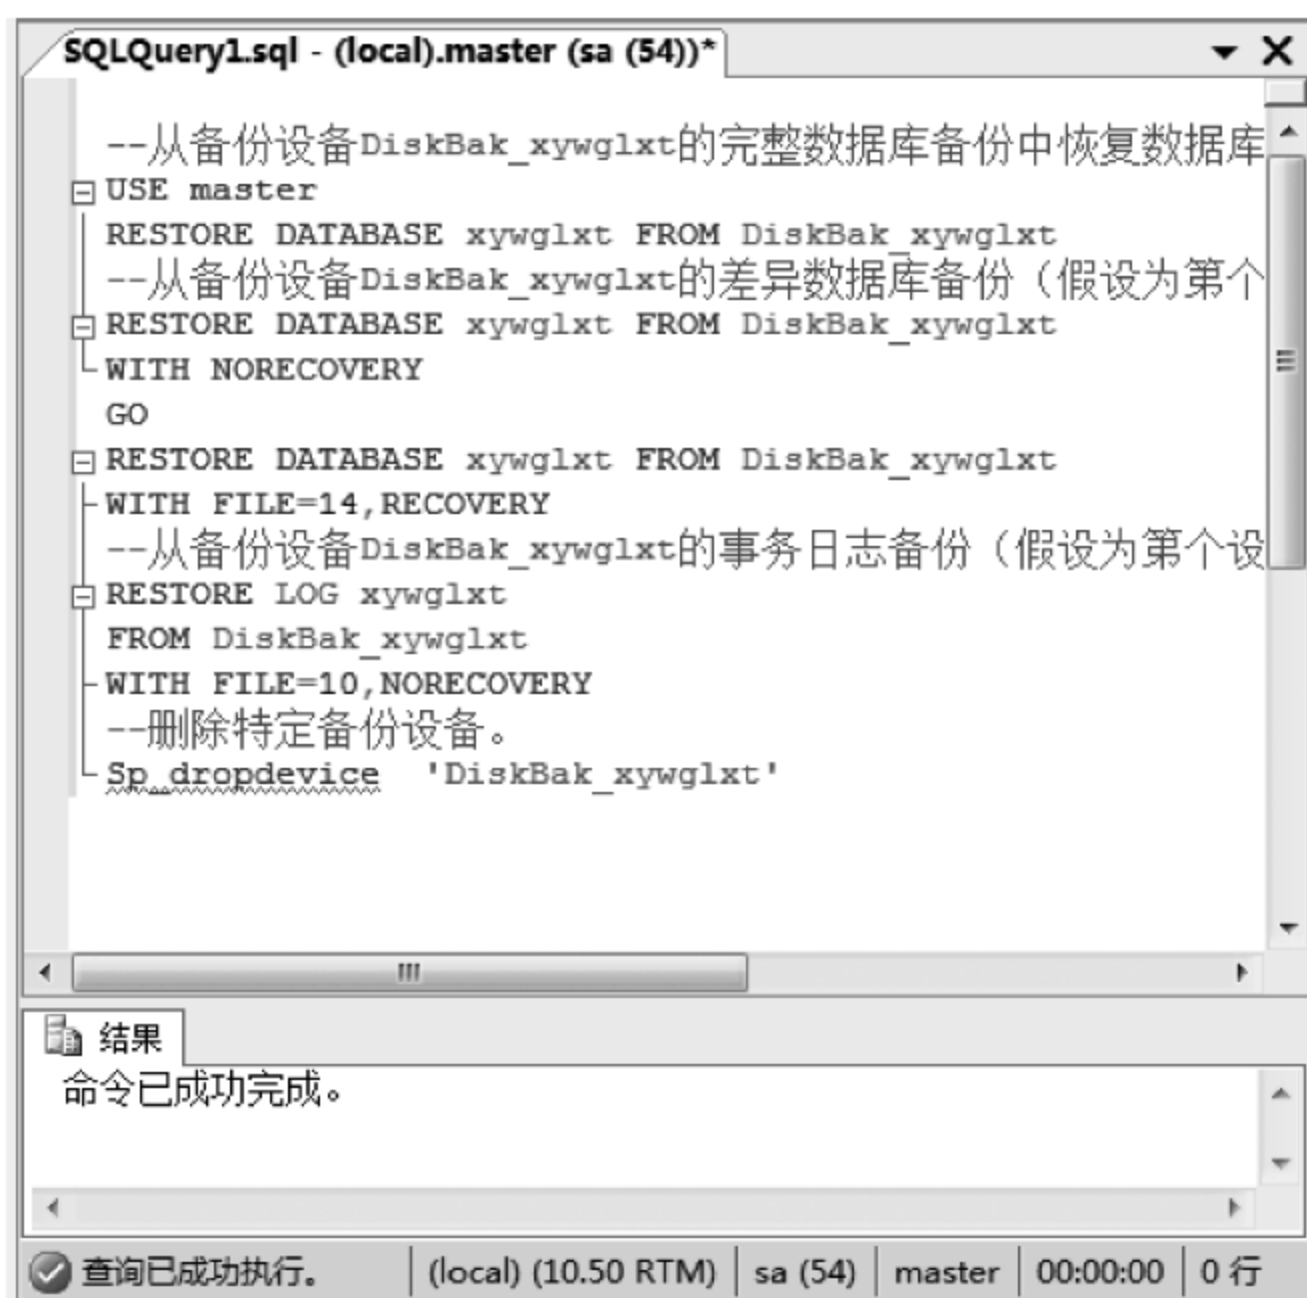 SQLQuery1.sql - (local).master (sa (54))*
--从备份设备DiskBak_xywglxt的完整数据库备份中恢复数据库
USE master
RESTORE DATABASE xywglxt FROM DiskBak_xywglxt
--从备份设备DiskBak_xywglxt的差异数据库备份（假设为第个
RESTORE DATABASE xywglxt FROM DiskBak_xywglxt
WITH NORECOVERY
GO
RESTORE DATABASE xywglxt FROM DiskBak_xywglxt
WITH FILE=14,RECOVERY
--从备份设备DiskBak_xywglxt的事务日志备份（假设为第个设
RESTORE LOG xywglxt
FROM DiskBak_xywglxt
WITH FILE=10,NORECOVERY
--删除特定备份设备。
Sp_dropdevice  'DiskBak_xywglxt'
结果
命令已成功完成。
查询已成功执行。 (local) (10.50 RTM) sa (54) master 00:00:00 0 行